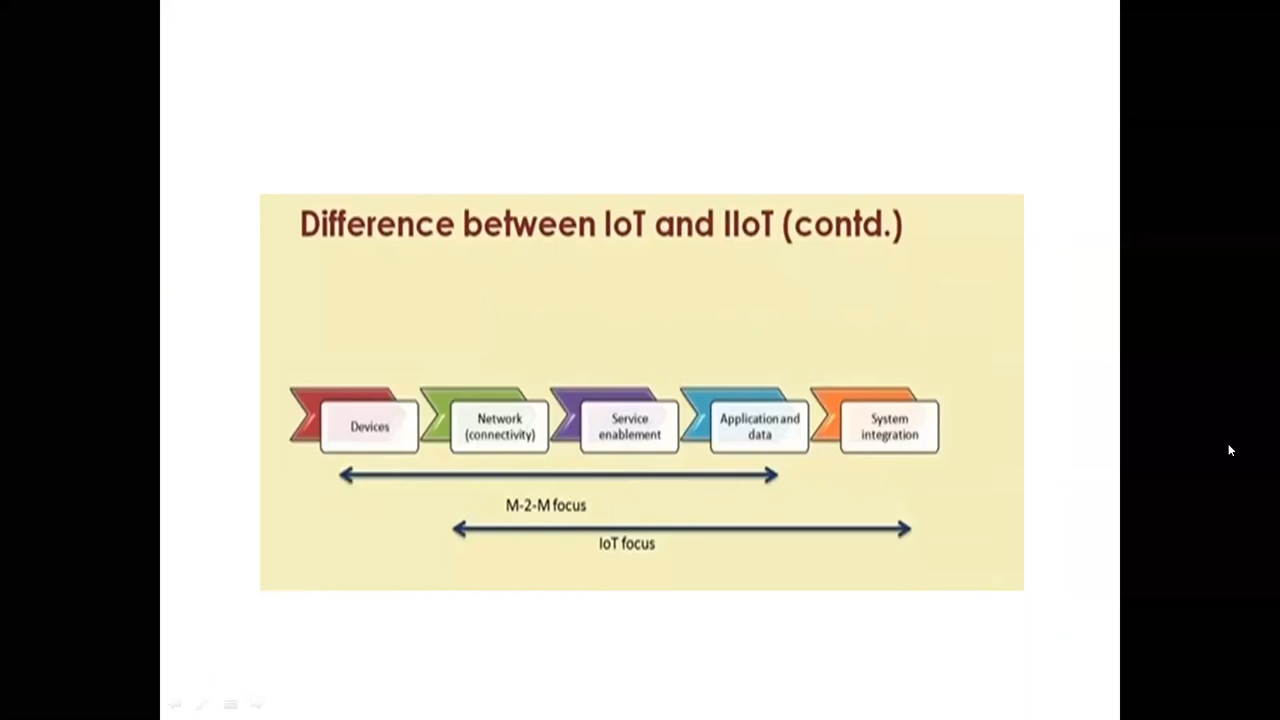 Difference between IoT and IIoT (contd.)
Devices
Network
(connectivity)
Service
enablement
Application and
data
System
integration
M-2-M focus
IoT focus